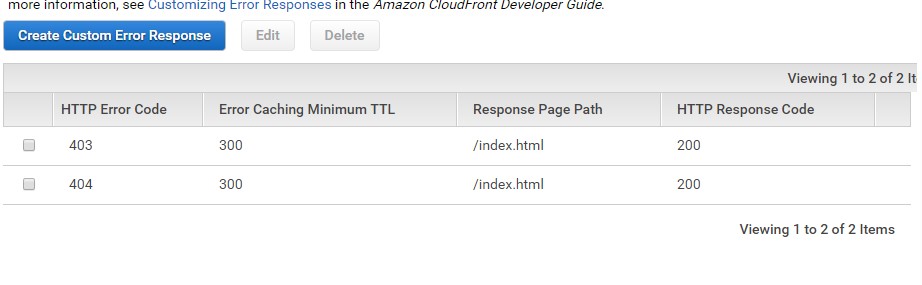 more information, see Customizing Error Responses in the Amazon CloudFront Developer Guide.
Create Custom Error Response Edit Delete
Viewing 1 to 2 of 2 It
HTTP Error Code Error Caching Minimum TTL Response Page Path HTTP Response Code
403 300 /index.html 200
404 300 /index.html 200
Viewing 1 to 2 of 2 Items